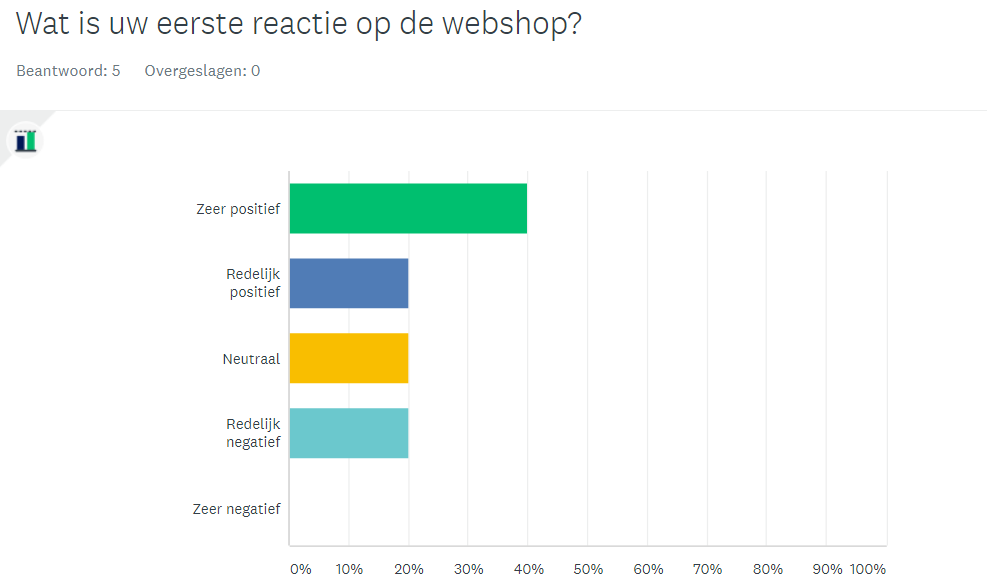 Wat is uw eerste reactie op de webshop?
Beantwoord: 5 Overgeslagen: 0
Zeer positief
Redelijk
positief
Neutraal
Redelijk
negatief
Zeer negatief
0% 10% 20% 30% 40% 50% 60% 70% 80% 90% 100%